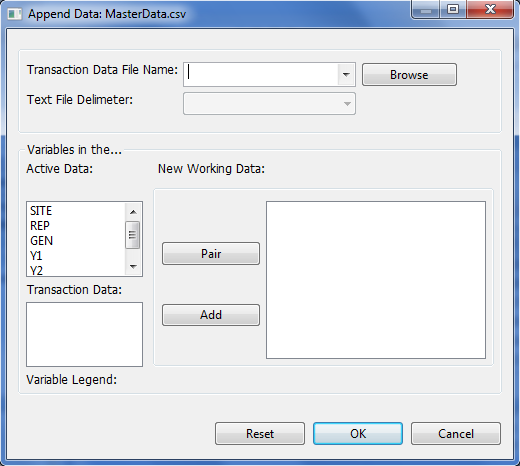 Append Data: MasterData.csv
Transaction Data File Name:
Browse
Text File Delimeter:
Variables in the...
Active Data:
New Working Data:
SITE
REP
GEN
Y1
Y2
Pair
Transaction Data:
Add
Variable Legend:
Reset
OK
Cancel